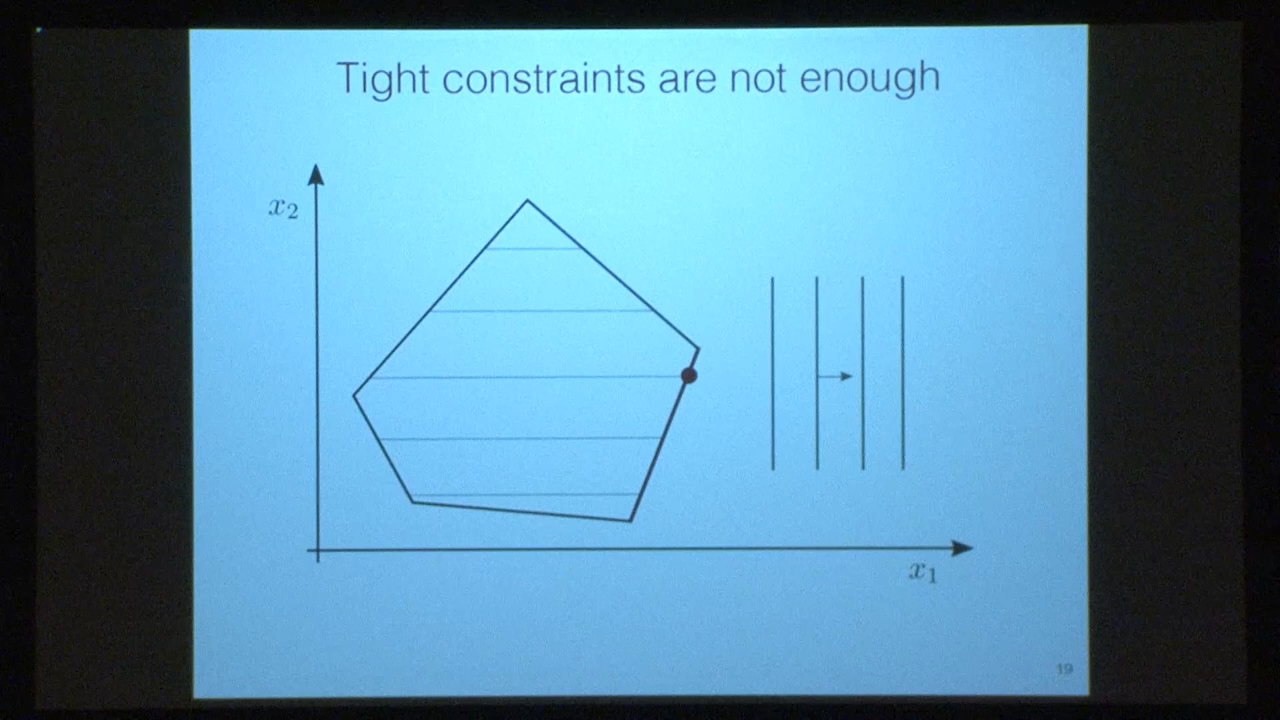 Tight constraints are not enough
x₂
x₁
19